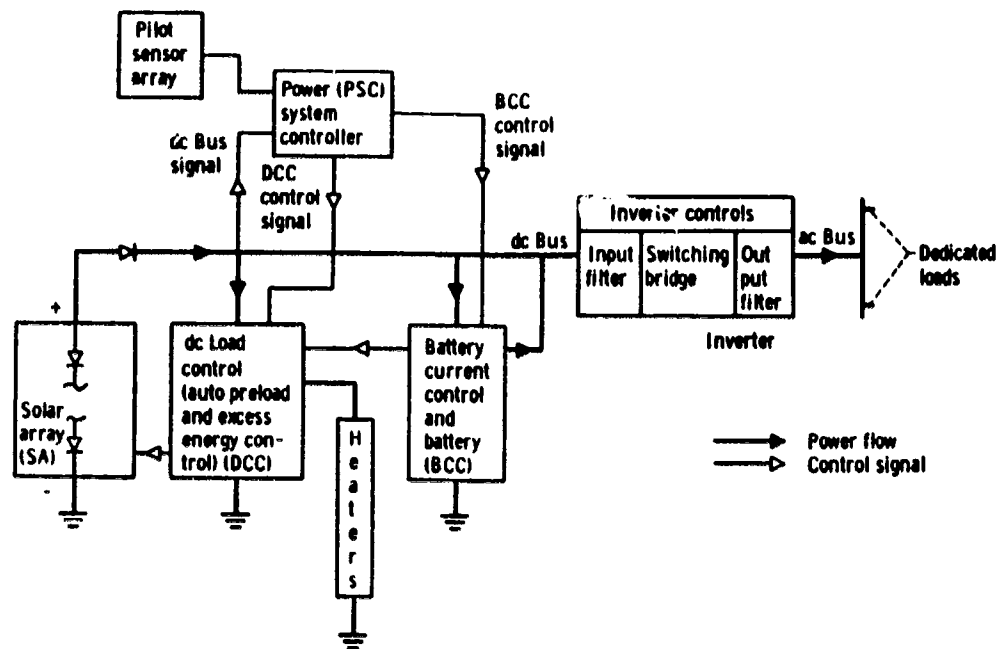 Pilot
sensor
array
Power (PSC)
system
controller
BCC
control
signal
dc Bus
signal
DCC
control
signal
Inverter controls
Input
filter
Switching
bridge
Out
put
filter
Inverter
dc Bus
ac Bus
Dedicated
loads
+
Solar
array
(SA)
-
dc Load
control
(auto preload
and excess
energy con-
trol) (DCC)
H
e
a
t
e
r
s
Battery
current
control
and
battery
(BCC)
Power flow
Control signal